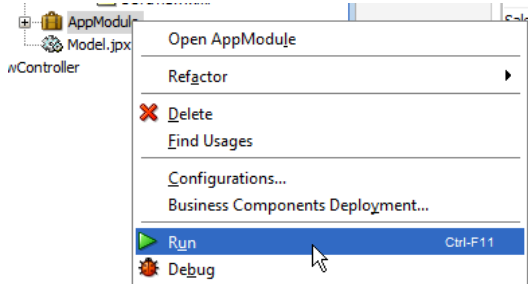 AppModule
Model.jpx
wController
Open AppModule
Refactor
Delete
Find Usages
Configurations...
Business Components Deployment...
Run Ctrl-F11
Debug